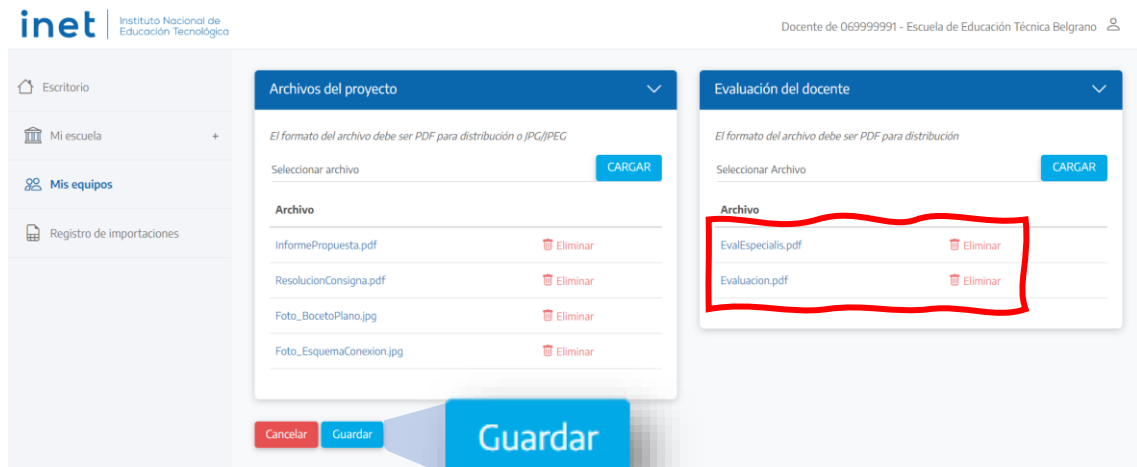 inet
Instituto Nacional de
Educación Tecnológica
Docente de 069999991 - Escuela de Educación Técnica Belgrano
Escritorio
Mi escuela +
Mis equipos
Registro de importaciones
Archivos del proyecto
El formato del archivo debe ser PDF para distribución o JPG/JPEG
Seleccionar archivo CARGAR
Archivo
InformePropuesta.pdf Eliminar
ResolucionConsigna.pdf Eliminar
Foto_BocetoPlano.jpg Eliminar
Foto_EsquemaConexion.jpg Eliminar
Evaluación del docente
El formato del archivo debe ser PDF para distribución
Seleccionar Archivo CARGAR
Archivo
EvalEspecialis.pdf Eliminar
Evaluacion.pdf Eliminar
Cancelar Guardar
Guardar